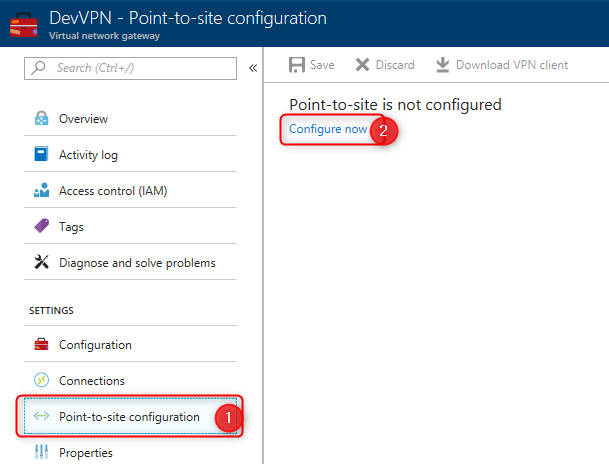 DevVPN - Point-to-site configuration
Virtual network gateway
Search (Ctrl+/)
«
Save
Discard
Download VPN client
Overview
Activity log
Access control (IAM)
Tags
Diagnose and solve problems
SETTINGS
Configuration
Connections
Point-to-site configuration 1
Properties
Point-to-site is not configured
Configure now 2